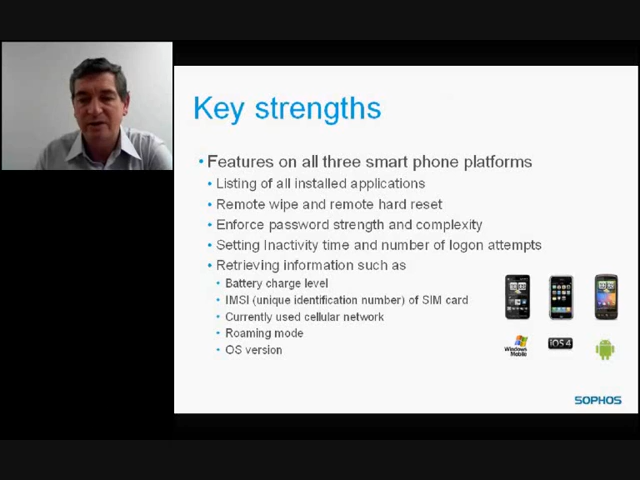 Key strengths
• Features on all three smart phone platforms
• Listing of all installed applications
• Remote wipe and remote hard reset
• Enforce password strength and complexity
• Setting Inactivity time and number of logon attempts
• Retrieving information such as
• Battery charge level
• IMSI (unique identification number) of SIM card
• Currently used cellular network
• Roaming mode
• OS version
Windows Mobile
iOS 4
SOPHOS